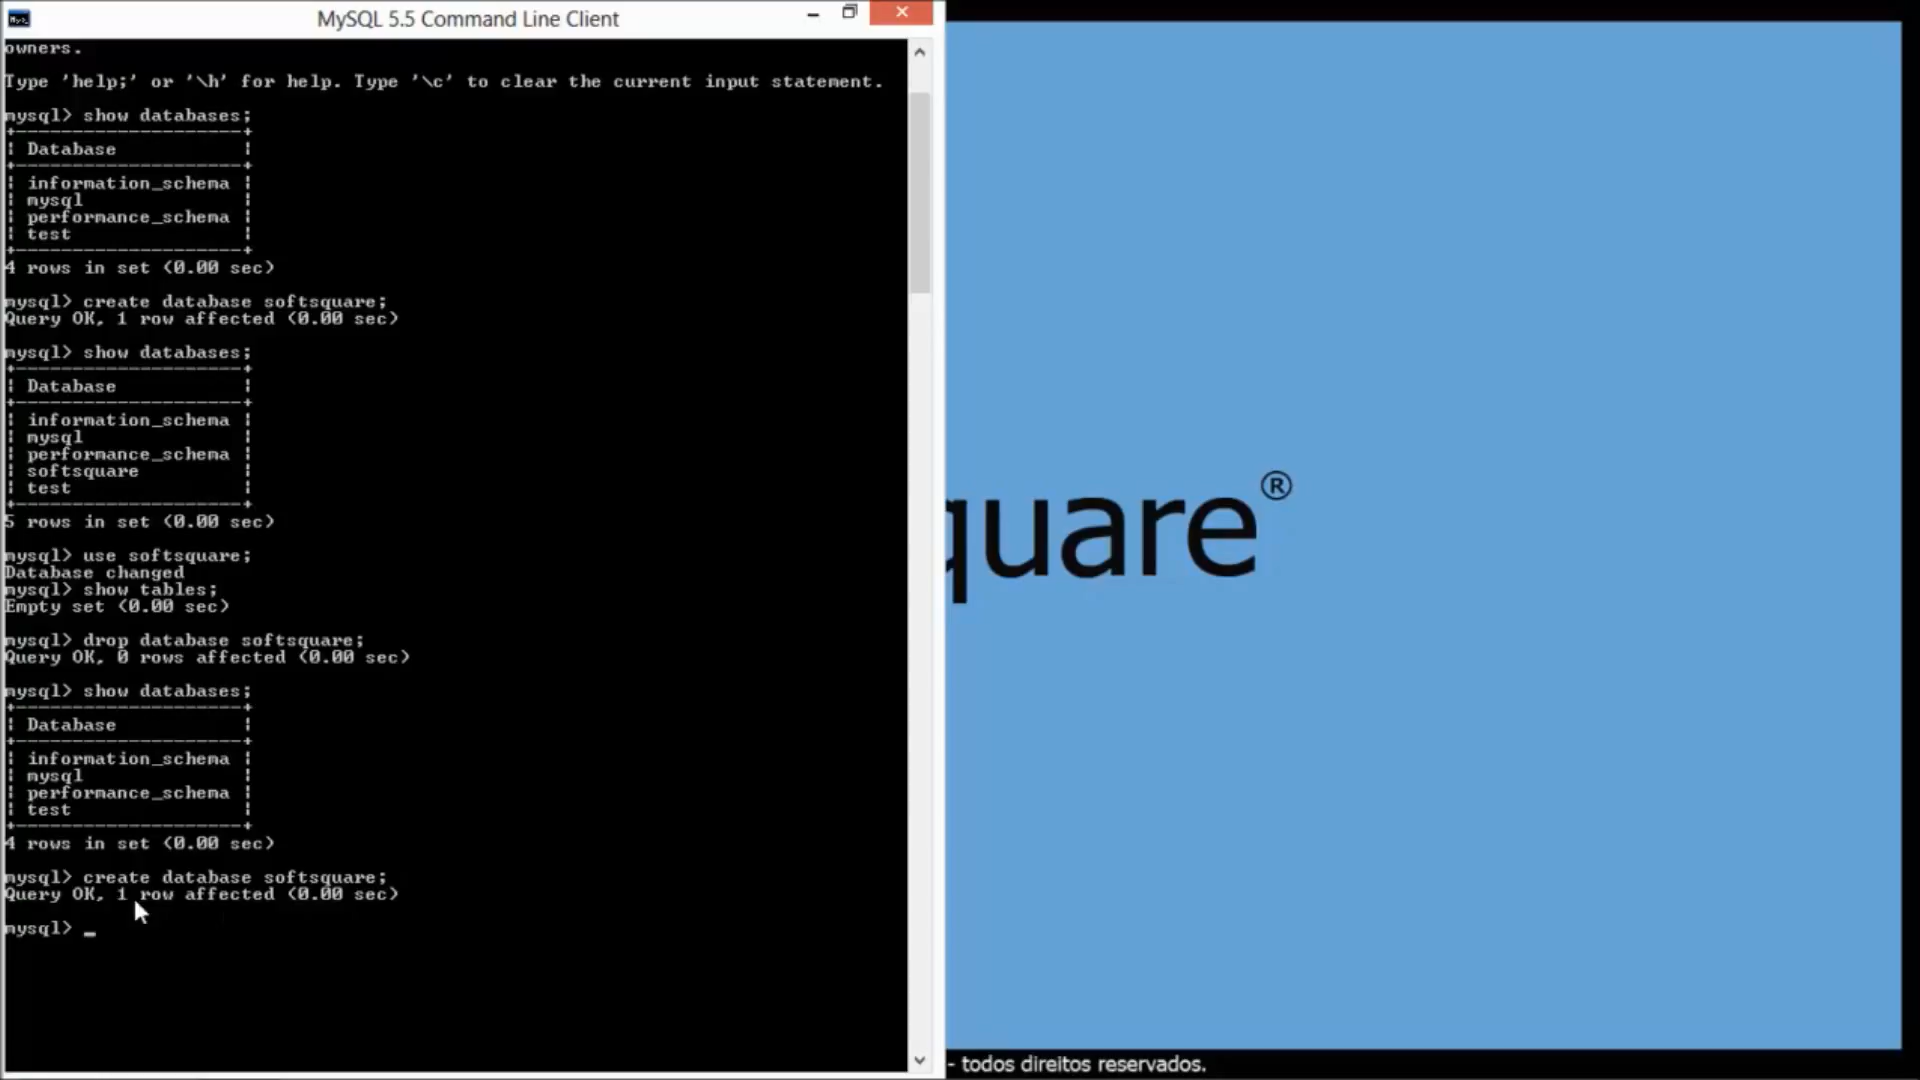 MySQL 5.5 Command Line Client
owners.
Type 'help;' or '\h' for help. Type '\c' to clear the current input statement.
mysql> show databases;
+--------------------+
| Database           |
+--------------------+
| information_schema |
| mysql              |
| performance_schema |
| test               |
+--------------------+
4 rows in set (0.00 sec)
mysql> create database softsquare;
Query OK, 1 row affected (0.00 sec)
mysql> show databases;
+--------------------+
| Database           |
+--------------------+
| information_schema |
| mysql              |
| performance_schema |
| softsquare         |
| test               |
+--------------------+
5 rows in set (0.00 sec)
mysql> use softsquare;
Database changed
mysql> show tables;
Empty set (0.00 sec)
mysql> drop database softsquare;
Query OK, 0 rows affected (0.00 sec)
mysql> show databases;
+--------------------+
| Database           |
+--------------------+
| information_schema |
| mysql              |
| performance_schema |
| test               |
+--------------------+
4 rows in set (0.00 sec)
mysql> create database softsquare;
Query OK, 1 row affected (0.00 sec)
mysql> _
quare®
- todos direitos reservados.